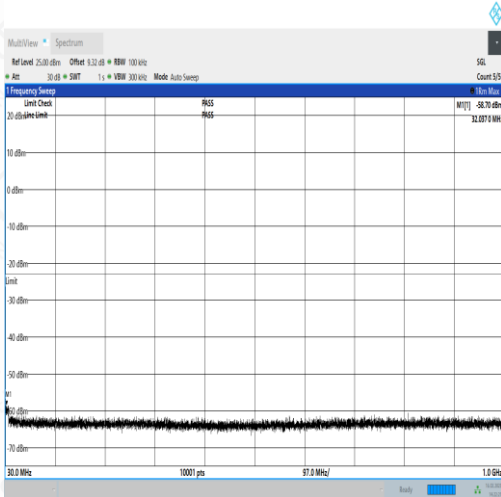 MultiView Spectrum
Ref Level 25.00 dBm Offset 9.32 dB RBW 100 kHz SGL
Att 30 dB SWT 1 s VBW 300 kHz Mode Auto Sweep Count 5/5
1 Frequency Sweep 1Rm Max
Limit Check PASS M1[1] -58.70 dBm
20 dBm Line Limit PASS 32.0370 MHz
10 dBm
0 dBm
-10 dBm
-20 dBm
Limit
-30 dBm
-40 dBm
-50 dBm
M1
-60 dBm
-70 dBm
30.0 MHz 10001 pts 97.0 MHz/ 1.0 GHz
Ready